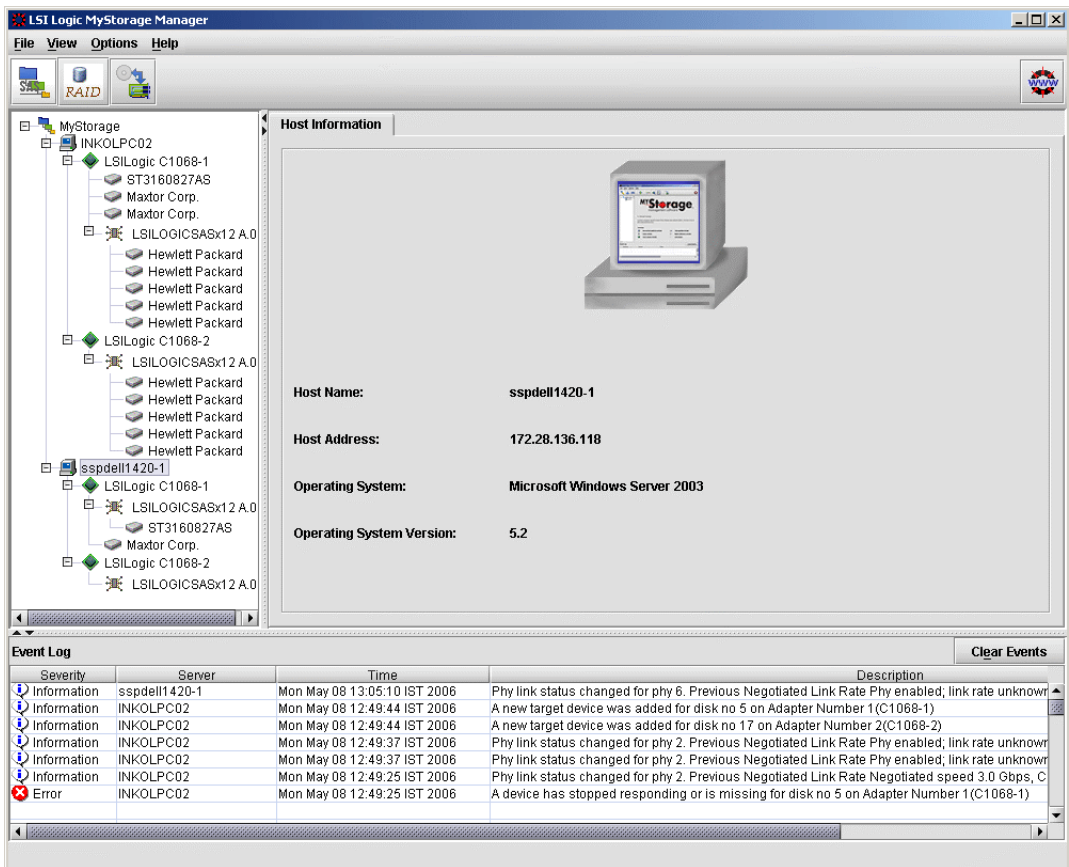 LSI Logic MyStorage Manager
File View Options Help
SAS RAID WWW
MyStorage
INKOLPC02
LSILogic C1068-1
ST3160827AS
Maxtor Corp.
Maxtor Corp.
LSILOGICSASx12 A.0
Hewlett Packard
Hewlett Packard
Hewlett Packard
Hewlett Packard
Hewlett Packard
LSILogic C1068-2
LSILOGICSASx12 A.0
Hewlett Packard
Hewlett Packard
Hewlett Packard
Hewlett Packard
Hewlett Packard
sspdell1420-1
LSILogic C1068-1
LSILOGICSASx12 A.0
ST3160827AS
Maxtor Corp.
LSILogic C1068-2
LSILOGICSASx12 A.0
Host Information
MyStorage
Host Name: sspdell1420-1
Host Address: 172.28.136.118
Operating System: Microsoft Windows Server 2003
Operating System Version: 5.2
Event Log Clear Events
Severity Server Time Description
Information sspdell1420-1 Mon May 08 13:05:10 IST 2006 Phy link status changed for phy 6. Previous Negotiated Link Rate Phy enabled; link rate unknown
Information INKOLPC02 Mon May 08 12:49:44 IST 2006 A new target device was added for disk no 5 on Adapter Number 1(C1068-1)
Information INKOLPC02 Mon May 08 12:49:44 IST 2006 A new target device was added for disk no 17 on Adapter Number 2(C1068-2)
Information INKOLPC02 Mon May 08 12:49:37 IST 2006 Phy link status changed for phy 2. Previous Negotiated Link Rate Phy enabled; link rate unknown
Information INKOLPC02 Mon May 08 12:49:37 IST 2006 Phy link status changed for phy 2. Previous Negotiated Link Rate Phy enabled; link rate unknown
Information INKOLPC02 Mon May 08 12:49:25 IST 2006 Phy link status changed for phy 2. Previous Negotiated Link Rate Negotiated speed 3.0 Gbps, C
Error INKOLPC02 Mon May 08 12:49:25 IST 2006 A device has stopped responding or is missing for disk no 5 on Adapter Number 1(C1068-1)